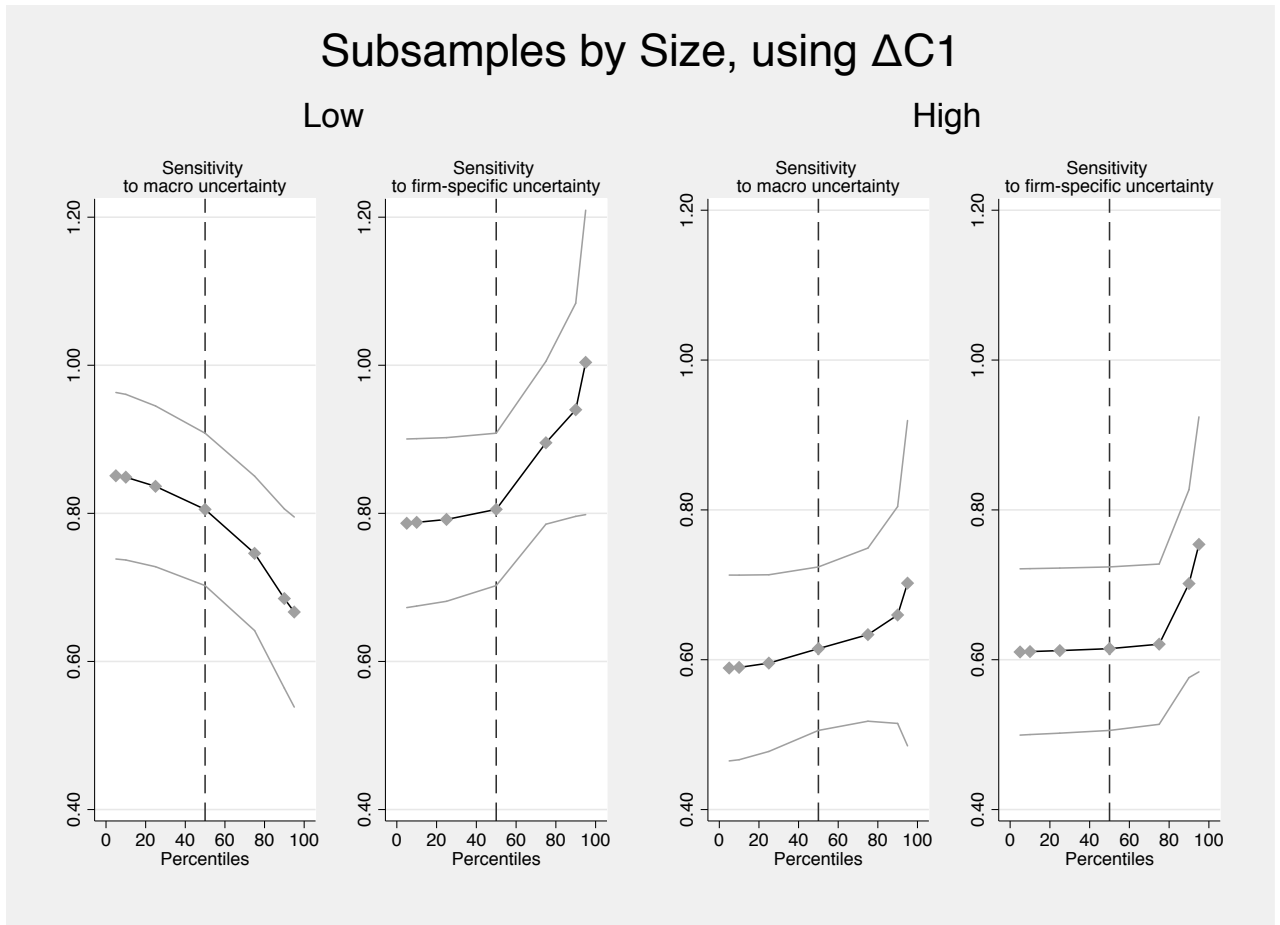 Subsamples by Size, using ΔC1
Low
High
Sensitivity
to macro uncertainty
1.20
1.00
0.80
0.60
0.40
0 20 40 60 80 100
Percentiles
Sensitivity
to firm-specific uncertainty
1.20
1.00
0.80
0.60
0.40
0 20 40 60 80 100
Percentiles
Sensitivity
to macro uncertainty
1.20
1.00
0.80
0.60
0.40
0 20 40 60 80 100
Percentiles
Sensitivity
to firm-specific uncertainty
1.20
1.00
0.80
0.60
0.40
0 20 40 60 80 100
Percentiles